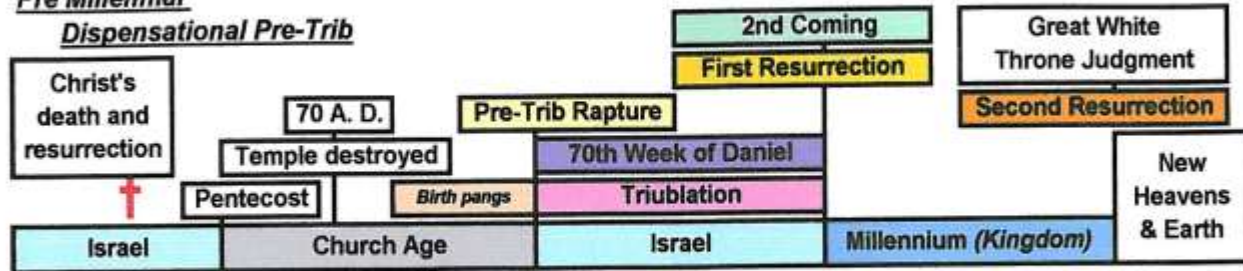 Pre Millennial
Dispensational Pre-Trib
Christ's
death and
resurrection
70 A. D.
Temple destroyed
Pentecost
Birth pangs
Pre-Trib Rapture
70th Week of Daniel
Triublation
2nd Coming
First Resurrection
Great White
Throne Judgment
Second Resurrection
New
Heavens
& Earth
Israel
Church Age
Israel
Millennium (Kingdom)